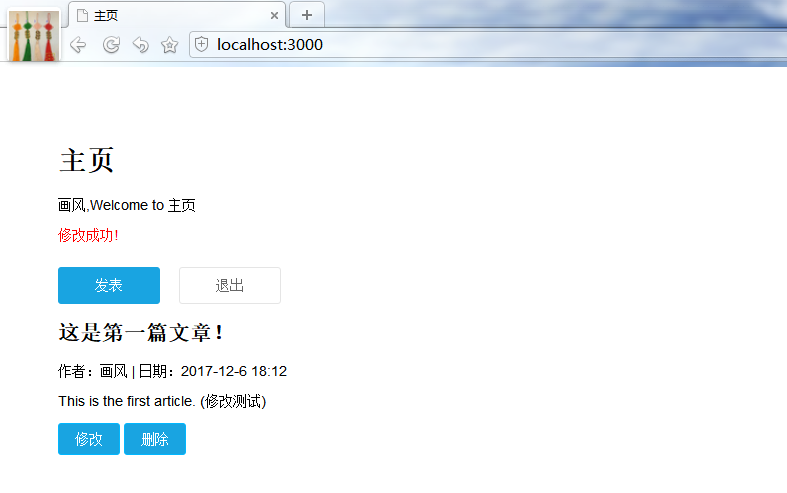 主页
localhost:3000
主页
画风,Welcome to 主页
修改成功!
发表 退出
这是第一篇文章!
作者：画风 | 日期：2017-12-6 18:12
This is the first article. (修改测试)
修改 删除